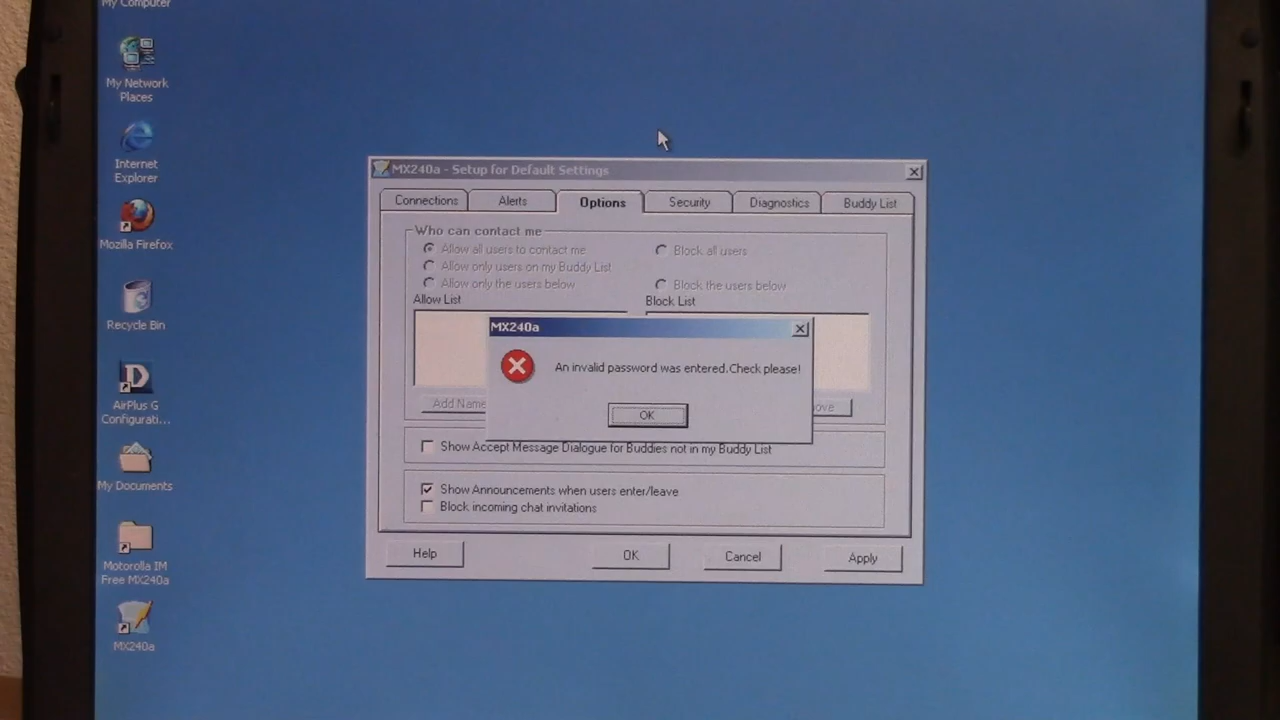 My Computer
My Network
Places
Internet
Explorer
Mozilla Firefox
Recycle Bin
D
AirPlus G
Configurati...
My Documents
Motorolla IM
Free MX240a
MX240a
MX240a - Setup for Default Settings
Connections
Alerts
Options
Security
Diagnostics
Buddy List
Who can contact me
Allow all users to contact me
Block all users
Allow only users on my Buddy List
Allow only the users below
Block the users below
Allow List
Block List
MX240a
An invalid password was entered.Check please!
OK
Add Name
ove
Show Accept Message Dialogue for Buddies not in my Buddy List
Show Announcements when users enter/leave
Block incoming chat invitations
Help
OK
Cancel
Apply